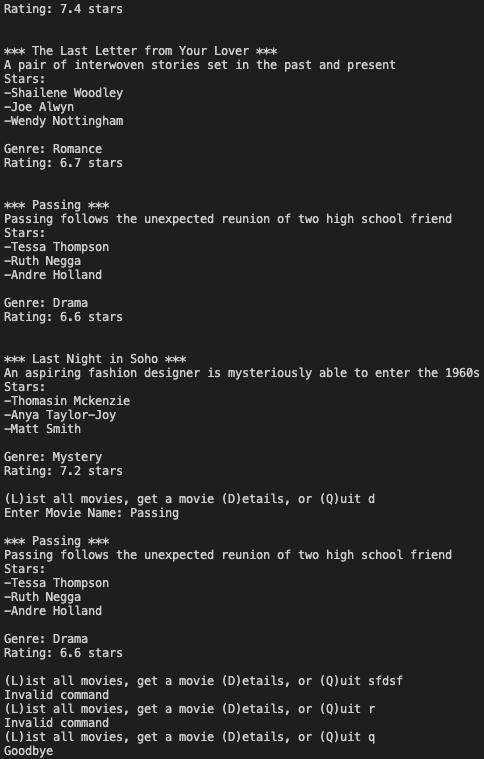 Rating: 7.4 stars
*** The Last Letter from Your Lover ***
A pair of interwoven stories set in the past and present
Stars:
-Shailene Woodley
-Joe Alwyn
-Wendy Nottingham
Genre: Romance
Rating: 6.7 stars
*** Passing ***
Passing follows the unexpected reunion of two high school friend
Stars:
-Tessa Thompson
-Ruth Negga
-Andre Holland
Genre: Drama
Rating: 6.6 stars
*** Last Night in Soho ***
An aspiring fashion designer is mysteriously able to enter the 1960s
Stars:
-Thomasin Mckenzie
-Anya Taylor-Joy
-Matt Smith
Genre: Mystery
Rating: 7.2 stars
(L)ist all movies, get a movie (D)etails, or (Q)uit d
Enter Movie Name: Passing
*** Passing ***
Passing follows the unexpected reunion of two high school friend
Stars:
-Tessa Thompson
-Ruth Negga
-Andre Holland
Genre: Drama
Rating: 6.6 stars
(L)ist all movies, get a movie (D)etails, or (Q)uit sfdsf
Invalid command
(L)ist all movies, get a movie (D)etails, or (Q)uit r
Invalid command
(L)ist all movies, get a movie (D)etails, or (Q)uit q
Goodbye